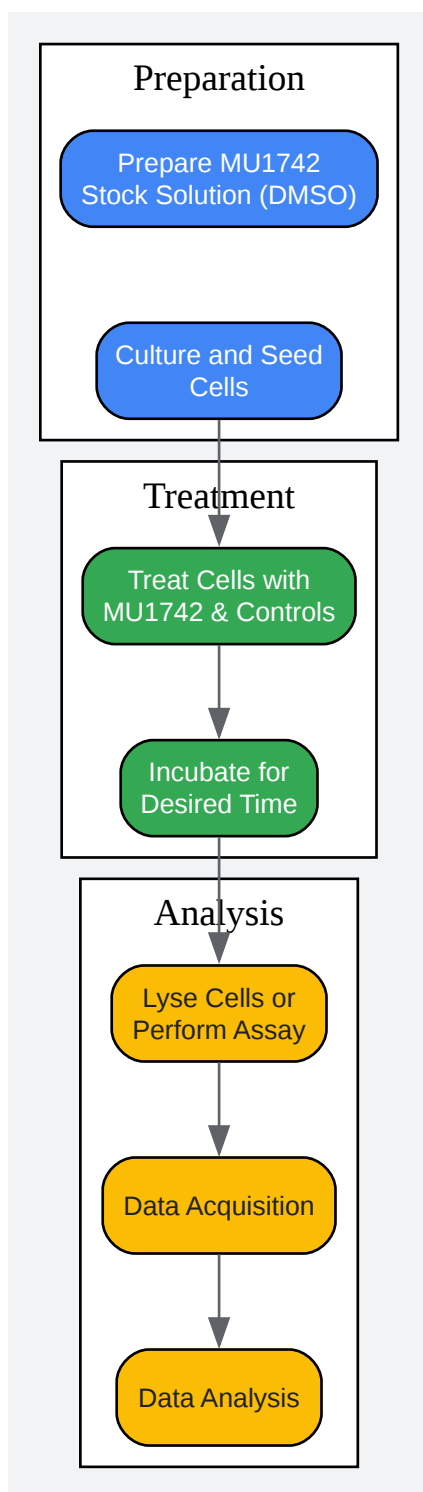 Preparation
Prepare MU1742
Stock Solution (DMSO)
Culture and Seed
Cells
Treatment
Treat Cells with
MU1742 & Controls
Incubate for
Desired Time
Analysis
Lyse Cells or
Perform Assay
Data Acquisition
Data Analysis